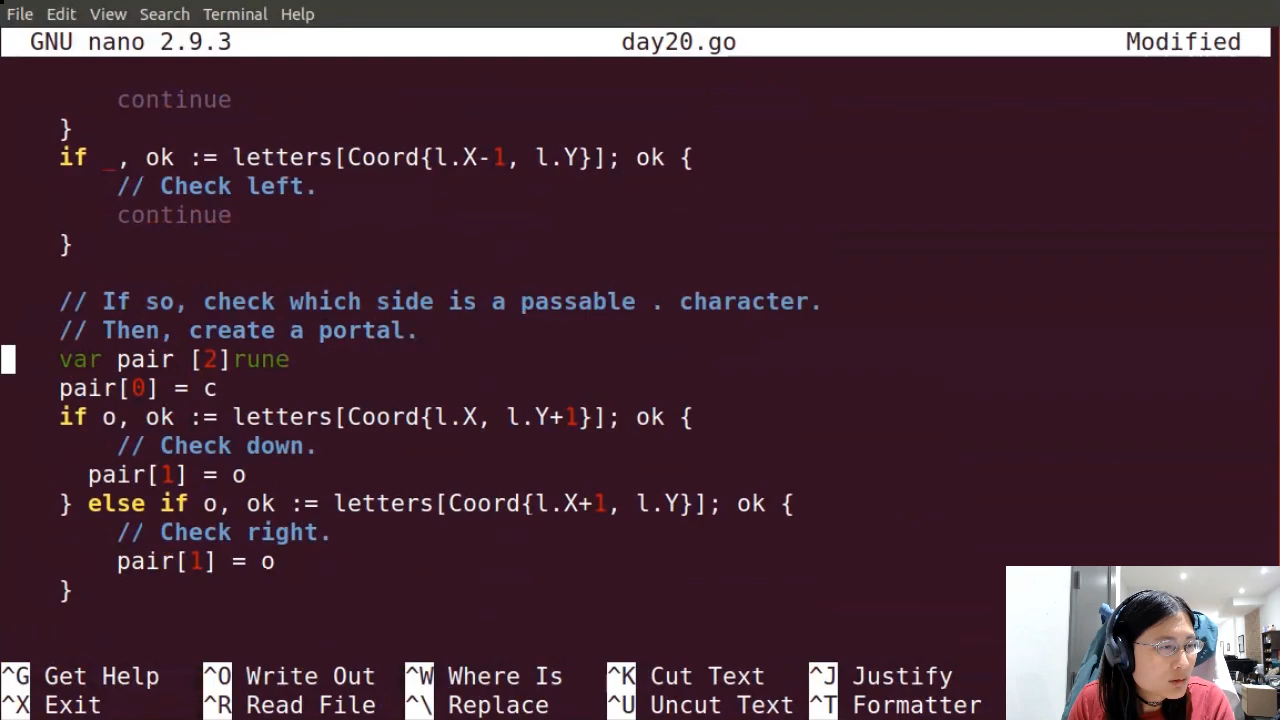 File Edit View Search Terminal Help
GNU nano 2.9.3 day20.go Modified
continue
}
if _, ok := letters[Coord{l.X-1, l.Y}]; ok {
// Check left.
continue
}
// If so, check which side is a passable . character.
// Then, create a portal.
var pair [2]rune
pair[0] = c
if o, ok := letters[Coord{l.X, l.Y+1}]; ok {
// Check down.
pair[1] = o
} else if o, ok := letters[Coord{l.X+1, l.Y}]; ok {
// Check right.
pair[1] = o
}
^G Get Help ^O Write Out ^W Where Is ^K Cut Text ^J Justify
^X Exit ^R Read File ^\ Replace ^U Uncut Text ^T Formatter